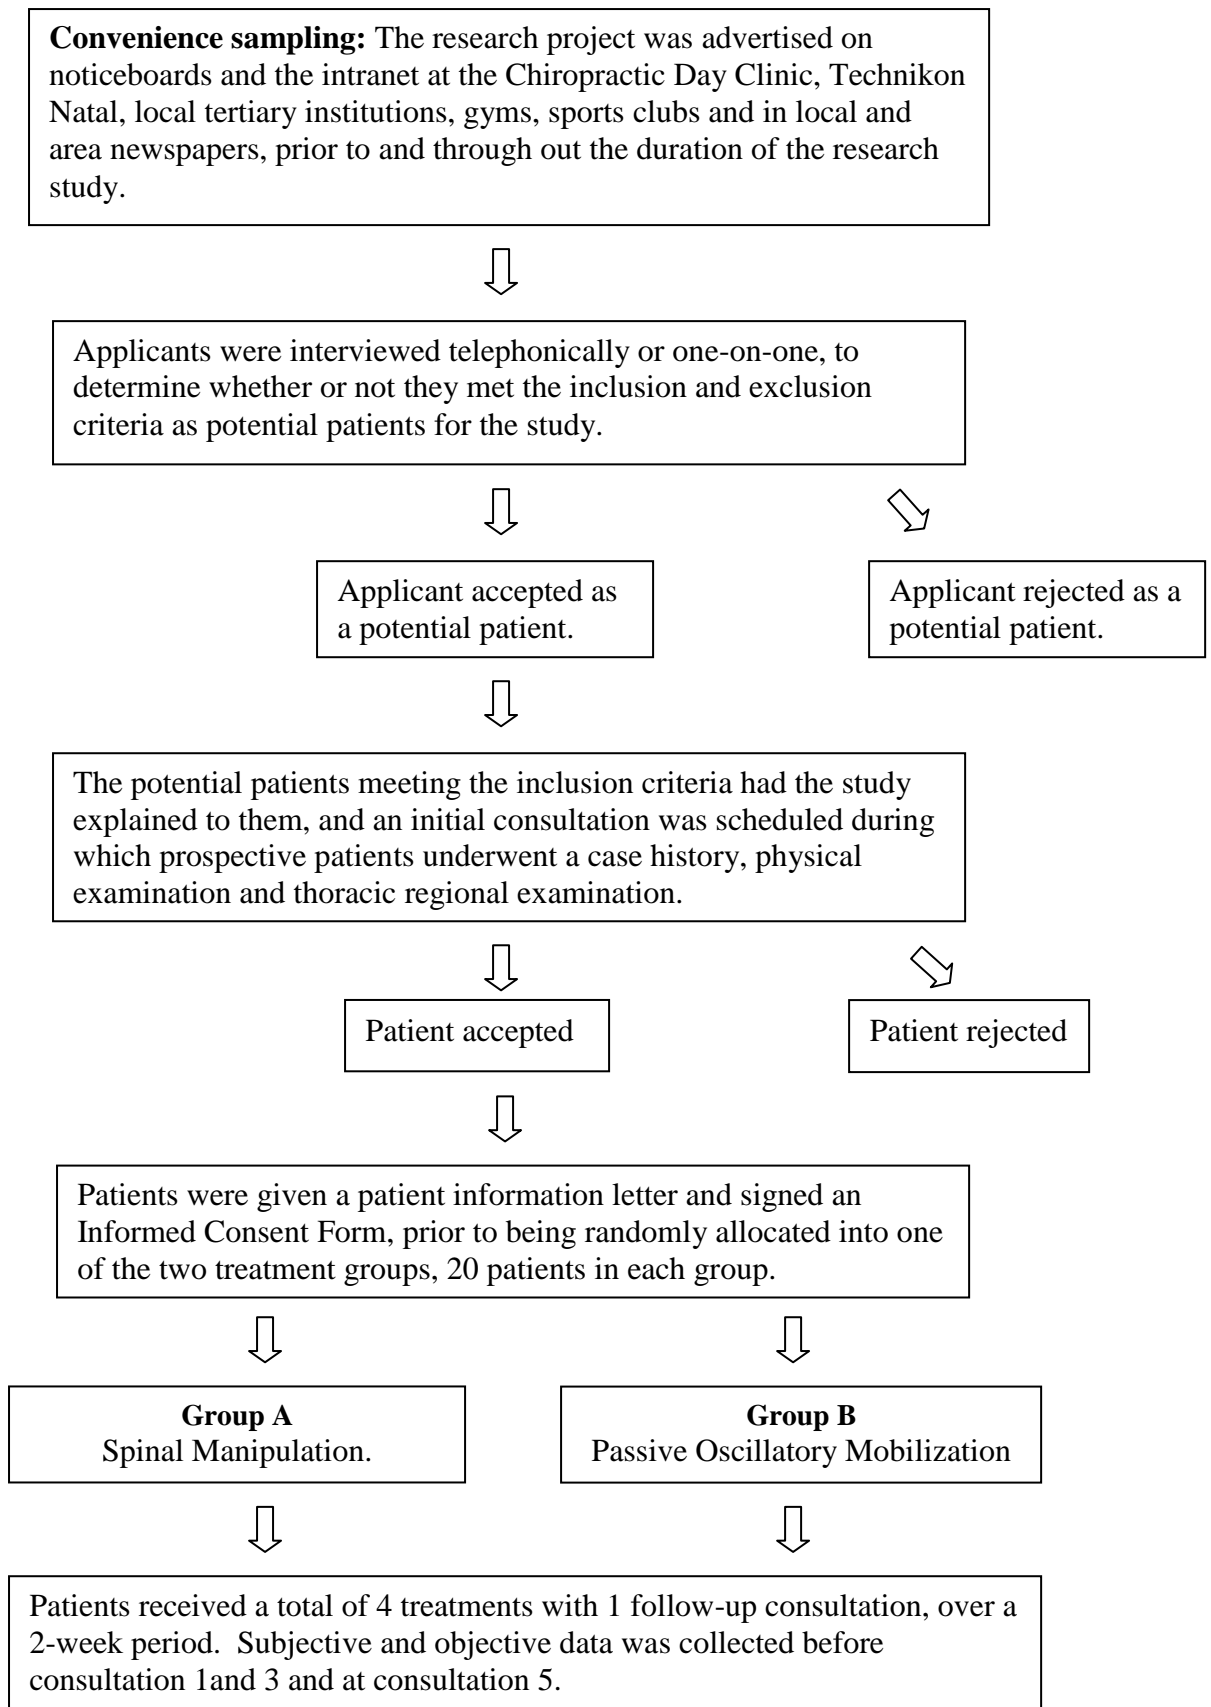 Convenience sampling: The research project was advertised on
noticeboards and the intranet at the Chiropractic Day Clinic, Technikon
Natal, local tertiary institutions, gyms, sports clubs and in local and
area newspapers, prior to and through out the duration of the research
study.
Applicants were interviewed telephonically or one-on-one, to
determine whether or not they met the inclusion and exclusion
criteria as potential patients for the study.
Applicant accepted as
a potential patient.
Applicant rejected as a
potential patient.
The potential patients meeting the inclusion criteria had the study
explained to them, and an initial consultation was scheduled during
which prospective patients underwent a case history, physical
examination and thoracic regional examination.
Patient accepted
Patient rejected
Patients were given a patient information letter and signed an
Informed Consent Form, prior to being randomly allocated into one
of the two treatment groups, 20 patients in each group.
Group A
Spinal Manipulation.
Group B
Passive Oscillatory Mobilization
Patients received a total of 4 treatments with 1 follow-up consultation, over a
2-week period.  Subjective and objective data was collected before
consultation 1and 3 and at consultation 5.